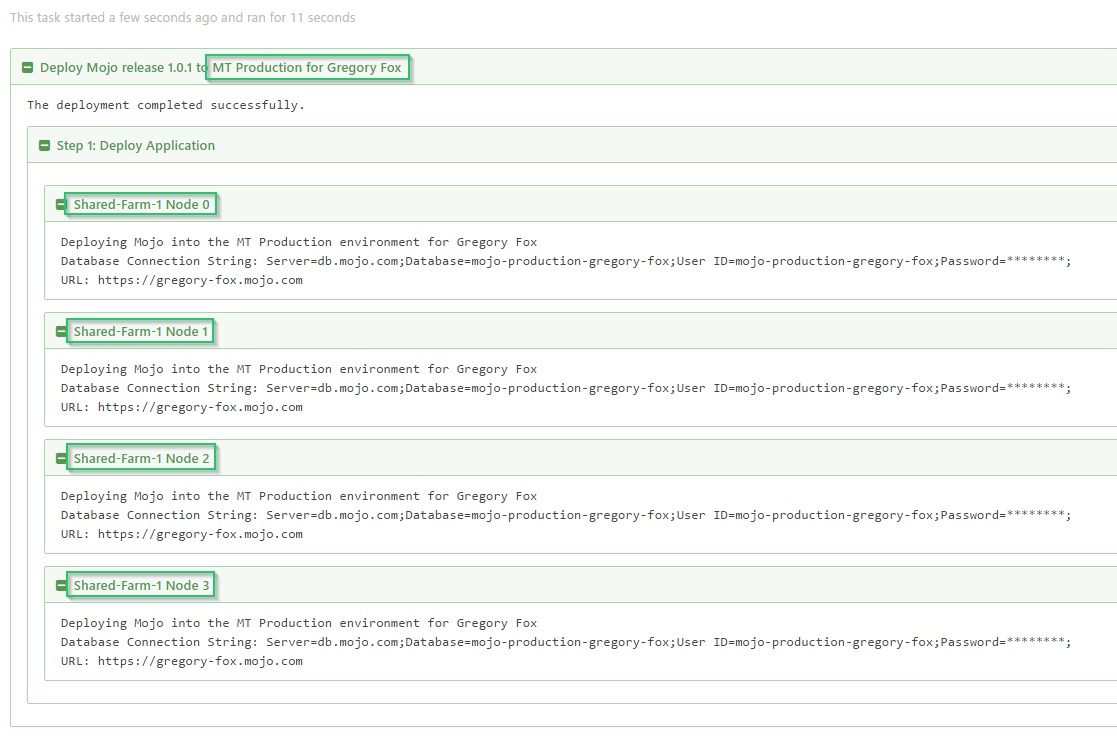 This task started a few seconds ago and ran for 11 seconds
Deploy Mojo release 1.0.1 to MT Production for Gregory Fox
The deployment completed successfully.
Step 1: Deploy Application
Shared-Farm-1 Node 0
Deploying Mojo into the MT Production environment for Gregory Fox
Database Connection String: Server=db.mojo.com;Database=mojo-production-gregory-fox;User ID=mojo-production-gregory-fox;Password=********;
URL: https://gregory-fox.mojo.com
Shared-Farm-1 Node 1
Deploying Mojo into the MT Production environment for Gregory Fox
Database Connection String: Server=db.mojo.com;Database=mojo-production-gregory-fox;User ID=mojo-production-gregory-fox;Password=********;
URL: https://gregory-fox.mojo.com
Shared-Farm-1 Node 2
Deploying Mojo into the MT Production environment for Gregory Fox
Database Connection String: Server=db.mojo.com;Database=mojo-production-gregory-fox;User ID=mojo-production-gregory-fox;Password=********;
URL: https://gregory-fox.mojo.com
Shared-Farm-1 Node 3
Deploying Mojo into the MT Production environment for Gregory Fox
Database Connection String: Server=db.mojo.com;Database=mojo-production-gregory-fox;User ID=mojo-production-gregory-fox;Password=********;
URL: https://gregory-fox.mojo.com